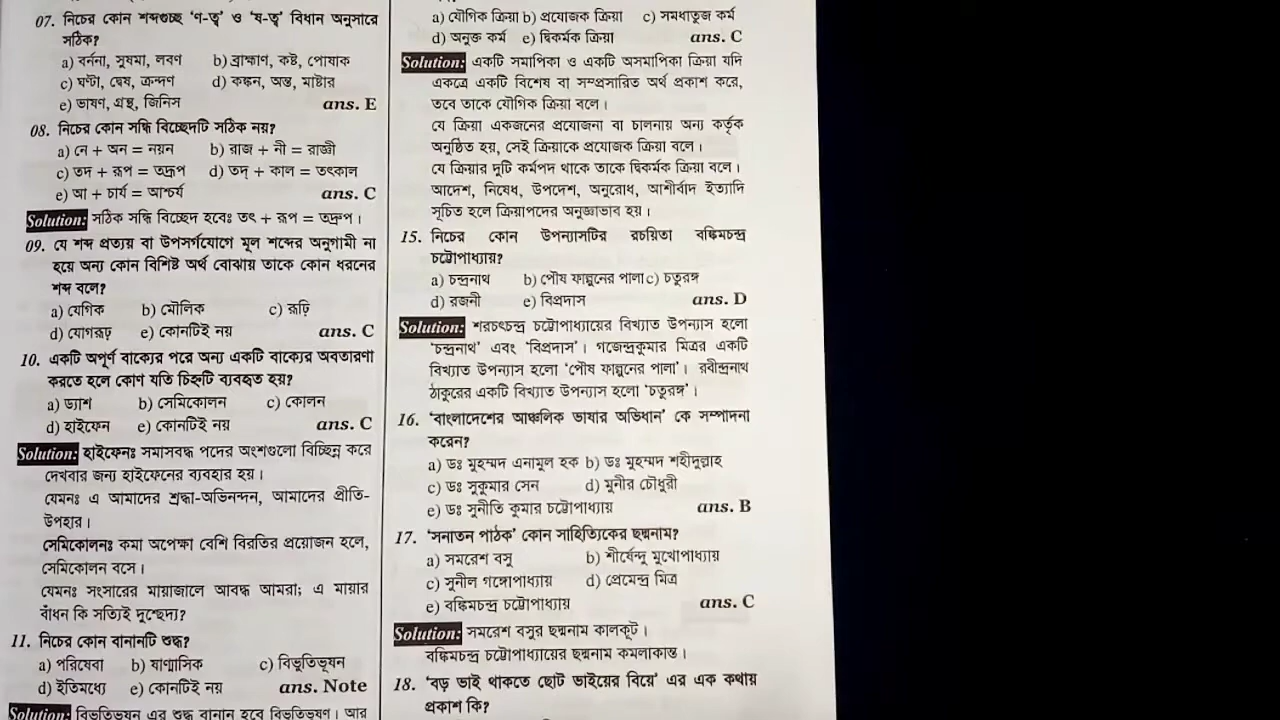 07. নিচের কোন শব্দগুচ্ছ 'ণ-ত্ব' ও 'ষ-ত্ব' বিধান অনুসারে
সঠিক?
a) বর্ননা, সুষমা, লবণ b) ব্রাহ্মাণ, কষ্ট, পোষাক
c) ঘণ্টা, দ্বেষ, ক্রন্দণ d) কঙ্কন, অন্ত, মাষ্টার
e) ভাষণ, গ্রন্থ, জিনিস ans. E
08. নিচের কোন সন্ধি বিচ্ছেদটি সঠিক নয়?
a) নে + অন = নয়ন b) রাজ + নী = রাজ্ঞী
c) তদ + রূপ = তদ্রূপ d) তদ্ + কাল = তৎকাল
e) আ + চার্য = আশ্চর্য ans. C
Solution: সঠিক সন্ধি বিচ্ছেদ হবেঃ তৎ + রূপ = তদ্রুপ।
09. যে শব্দ প্রত্যয় বা উপসর্গযোগে মূল শব্দের অনুগামী না
হয়ে অন্য কোন বিশিষ্ট অর্থ বোঝায় তাকে কোন ধরনের
শব্দ বলে?
a) যেগিক b) মৌলিক c) রূঢ়ি
d) যোগরূঢ় e) কোনটিই নয় ans. C
10. একটি অপূর্ণ বাক্যের পরে অন্য একটি বাক্যের অবতারণা
করতে হলে কোণ যতি চিহ্নটি ব্যবহৃত হয়?
a) ড্যাশ b) সেমিকোলন c) কোলন
d) হাইফেন e) কোনটিই নয় ans. C
Solution: হাইফেনঃ সমাসবদ্ধ পদের অংশগুলো বিচ্ছিন্ন করে
দেখবার জন্য হাইফেনের ব্যবহার হয়।
যেমনঃ এ আমাদের শ্রদ্ধা-অভিনন্দন, আমাদের প্রীতি-
উপহার।
সেমিকোলনঃ কমা অপেক্ষা বেশি বিরতির প্রয়োজন হলে,
সেমিকোলন বসে।
যেমনঃ সংসারের মায়াজালে আবদ্ধ আমরা; এ মায়ার
বাঁধন কি সত্যিই দুশ্ছেদ্য?
11. নিচের কোন বানানটি শুদ্ধ?
a) পরিষেবা b) ষাণ্মাসিক c) বিভূতিভূষন
d) ইতিমধ্যে e) কোনটিই নয় ans. Note
Solution: বিভূতিভূষন এর শুদ্ধ বানান হবে বিভূতিভূষণ। আর
a) যৌগিক ক্রিয়া b) প্রযোজক ক্রিয়া c) সমধাতুজ কর্ম
d) অনুক্ত কর্ম e) দ্বিকর্মক ক্রিয়া ans. C
Solution: একটি সমাপিকা ও একটি অসমাপিকা ক্রিয়া যদি
একত্রে একটি বিশেষ বা সম্প্রসারিত অর্থ প্রকাশ করে,
তবে তাকে যৌগিক ক্রিয়া বলে।
যে ক্রিয়া একজনের প্রযোজনা বা চালনায় অন্য কর্তৃক
অনুষ্ঠিত হয়, সেই ক্রিয়াকে প্রযোজক ক্রিয়া বলে।
যে ক্রিয়ার দুটি কর্মপদ থাকে তাকে দ্বিকর্মক ক্রিয়া বলে।
আদেশ, নিষেধ, উপদেশ, অনুরোধ, আশীর্বাদ ইত্যাদি
সূচিত হলে ক্রিয়াপদের অনুজ্ঞাভাব হয়।
15. নিচের কোন উপন্যাসটির রচয়িতা বঙ্কিমচন্দ্র
চট্টোপাধ্যায়?
a) চন্দ্রনাথ b) পৌষ ফাল্গুনের পালা c) চতুরঙ্গ
d) রজনী e) বিপ্রদাস ans. D
Solution: শরচৎচন্দ্র চট্টোপাধ্যায়ের বিখ্যাত উপন্যাস হলো
'চন্দ্রনাথ' এবং 'বিপ্রদাস'। গজেন্দ্রকুমার মিত্রর একটি
বিখ্যাত উপন্যাস হলো 'পৌষ ফাল্গুনের পালা'। রবীন্দ্রনাথ
ঠাকুরের একটি বিখ্যাত উপন্যাস হলো 'চতুরঙ্গ'।
16. 'বাংলাদেশের আঞ্চলিক ভাষার অভিধান' কে সম্পাদনা
করেন?
a) ডঃ মুহম্মদ এনামুল হক b) ডঃ মুহম্মদ শহীদুল্লাহ
c) ডঃ সুকুমার সেন d) মুনীর চৌধুরী
e) ডঃ সুনীতি কুমার চট্টোপাধ্যায় ans. B
17. 'সনাতন পাঠক' কোন সাহিত্যিকের ছদ্মনাম?
a) সমরেশ বসু b) শীর্ষেন্দু মুখোপাধ্যায়
c) সুনীল গঙ্গোপাধ্যায় d) প্রেমেন্দ্র মিত্র
e) বঙ্কিমচন্দ্র চট্টোপাধ্যায় ans. C
Solution: সমরেশ বসুর ছদ্মনাম কালকূট।
বঙ্কিমচন্দ্র চট্টোপাধ্যায়ের ছদ্মনাম কমলাকান্ত।
18. 'বড় ভাই থাকতে ছোট ভাইয়ের বিয়ে' এর এক কথায়
প্রকাশ কি?